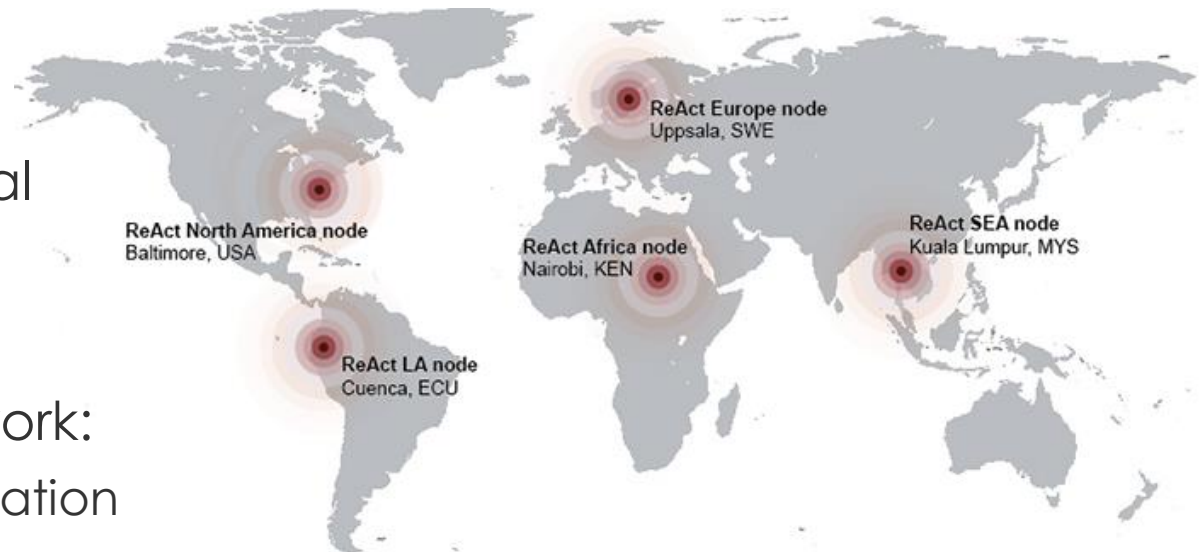 al
ork:
ation
ReAct Europe node
Uppsala, SWE
ReAct North America node
Baltimore, USA
ReAct SEA node
Kuala Lumpur, MYS
ReAct Africa node
Nairobi, KEN
ReAct LA node
Cuenca, ECU